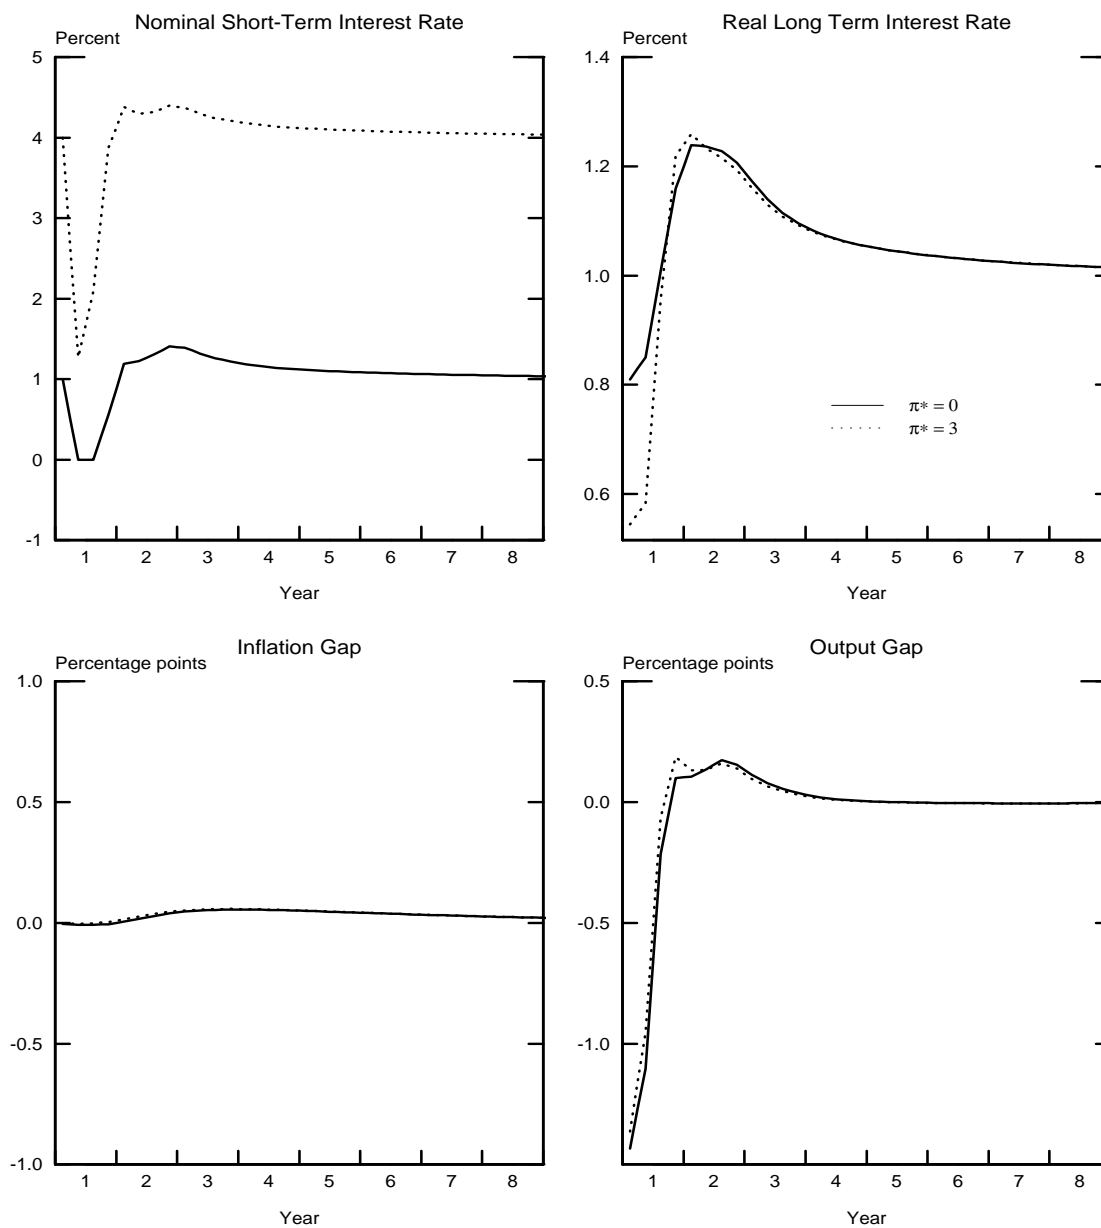 Nominal Short-Term Interest Rate
Percent
5
4
3
2
1
0
-1
1 2 3 4 5 6 7 8
Year
Real Long Term Interest Rate
Percent
1.4
1.2
1.0
0.8
0.6
π* = 0
π* = 3
1 2 3 4 5 6 7 8
Year
Inflation Gap
Percentage points
1.0
0.5
0.0
-0.5
-1.0
1 2 3 4 5 6 7 8
Year
Output Gap
Percentage points
0.5
0.0
-0.5
-1.0
1 2 3 4 5 6 7 8
Year